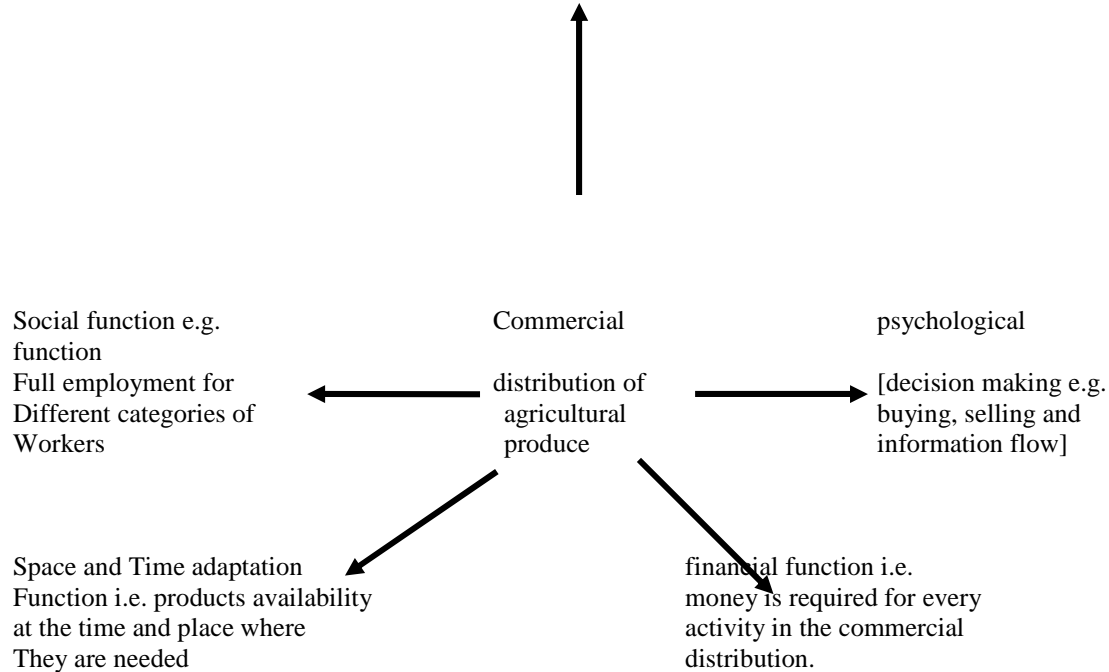 Social function e.g.
function
Full employment for
Different categories of
Workers
Commercial
distribution of
agricultural
produce
psychological
[decision making e.g.
buying, selling and
information flow]
Space and Time adaptation
Function i.e. products availability
at the time and place where
They are needed
financial function i.e.
money is required for every
activity in the commercial
distribution.